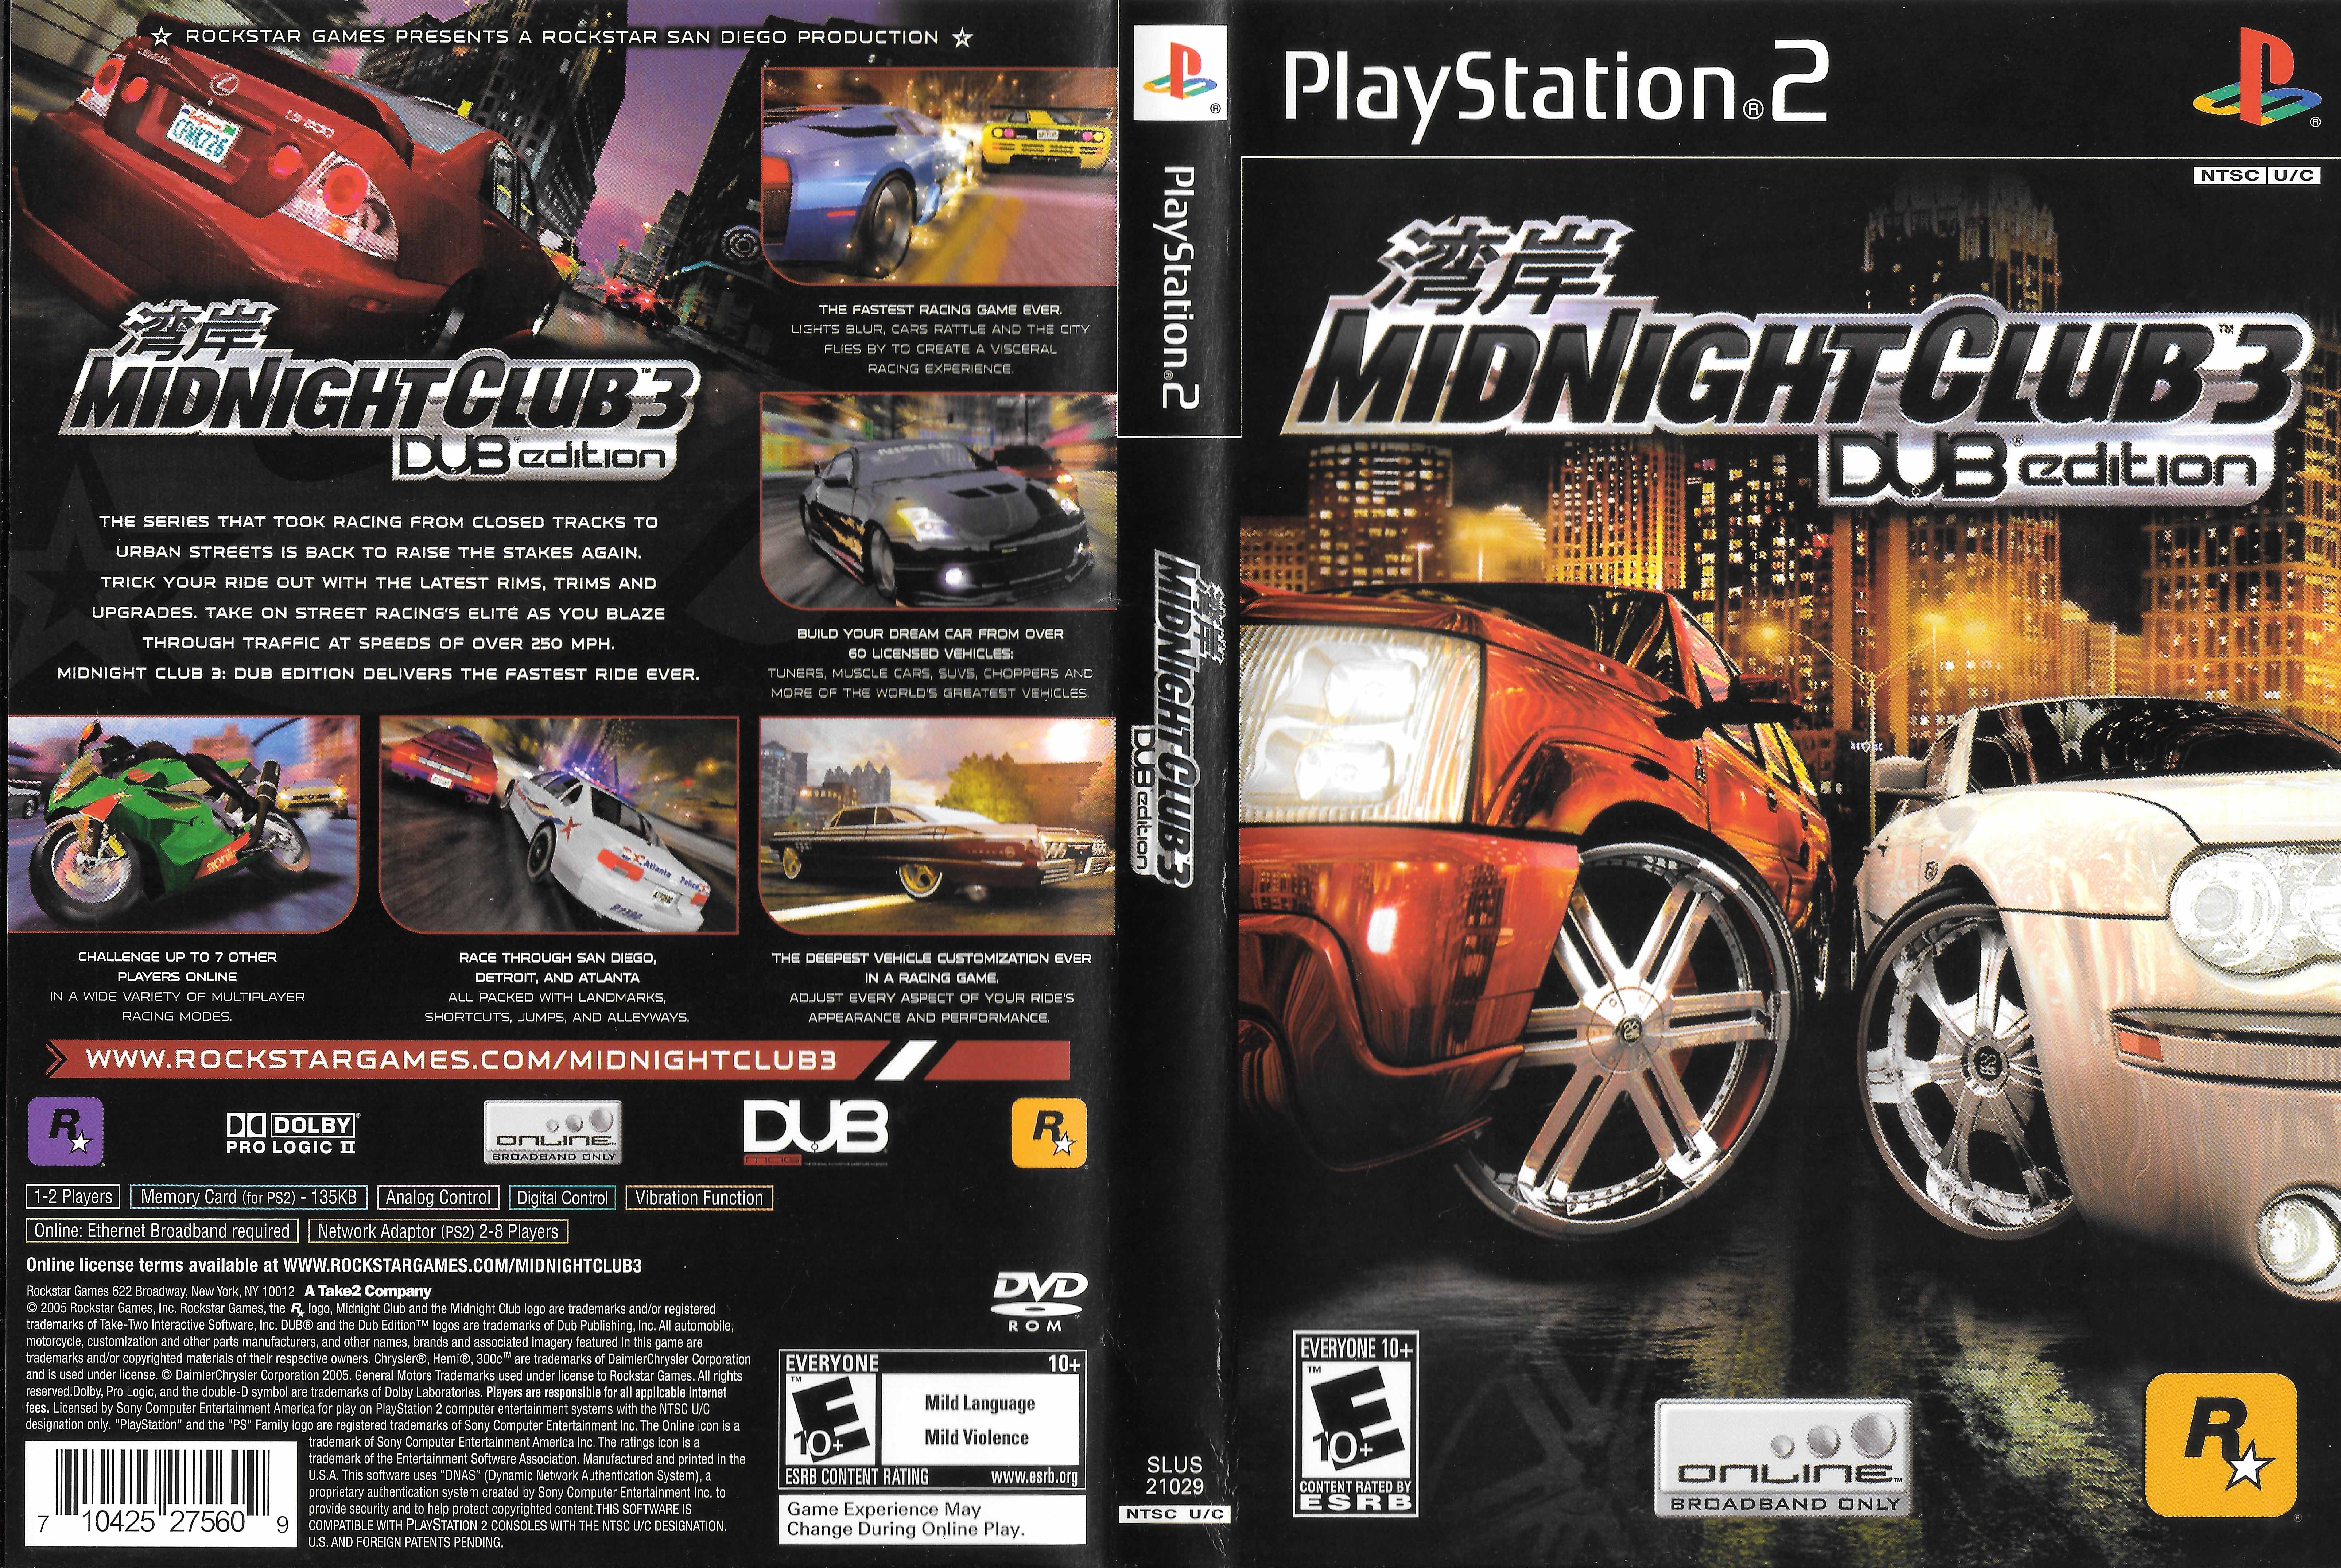 ☆ ROCKSTAR GAMES PRESENTS A ROCKSTAR SAN DIEGO PRODUCTION ☆
LEXUS
IS 300
California
CFWK726
湾岸
MIDNIGHT CLUB 3™
DUB® edition
THE SERIES THAT TOOK RACING FROM CLOSED TRACKS TO
URBAN STREETS IS BACK TO RAISE THE STAKES AGAIN.
TRICK YOUR RIDE OUT WITH THE LATEST RIMS, TRIMS AND
UPGRADES. TAKE ON STREET RACING'S ELITE AS YOU BLAZE
THROUGH TRAFFIC AT SPEEDS OF OVER 250 MPH.
MIDNIGHT CLUB 3: DUB EDITION DELIVERS THE FASTEST RIDE EVER.
THE FASTEST RACING GAME EVER.
LIGHTS BLUR, CARS RATTLE AND THE CITY
FLIES BY TO CREATE A VISCERAL
RACING EXPERIENCE.
NISSAN
BUILD YOUR DREAM CAR FROM OVER
60 LICENSED VEHICLES:
TUNERS, MUSCLE CARS, SUVS, CHOPPERS AND
MORE OF THE WORLD'S GREATEST VEHICLES.
aprilia
CHALLENGE UP TO 7 OTHER
PLAYERS ONLINE
IN A WIDE VARIETY OF MULTIPLAYER
RACING MODES.
Atlanta Police
RACE THROUGH SAN DIEGO,
DETROIT, AND ATLANTA
ALL PACKED WITH LANDMARKS,
SHORTCUTS, JUMPS, AND ALLEYWAYS.
THE DEEPEST VEHICLE CUSTOMIZATION EVER
IN A RACING GAME.
ADJUST EVERY ASPECT OF YOUR RIDE'S
APPEARANCE AND PERFORMANCE.
WWW.ROCKSTARGAMES.COM/MIDNIGHTCLUB3
R
DOLBY®
PRO LOGIC II
ONLINE™
BROADBAND ONLY
DUB
R
1-2 Players
Memory Card (for PS2) - 135KB
Analog Control
Digital Control
Vibration Function
Online: Ethernet Broadband required
Network Adaptor (PS2) 2-8 Players
Online license terms available at WWW.ROCKSTARGAMES.COM/MIDNIGHTCLUB3
Rockstar Games 622 Broadway, New York, NY 10012 A Take2 Company
© 2005 Rockstar Games, Inc. Rockstar Games, the R logo, Midnight Club and the Midnight Club logo are trademarks and/or registered
trademarks of Take-Two Interactive Software, Inc. DUB® and the Dub Edition™ logos are trademarks of Dub Publishing, Inc. All automobile,
motorcycle, customization and other parts manufacturers, and other names, brands and associated imagery featured in this game are
trademarks and/or copyrighted materials of their respective owners. Chrysler®, Hemi®, 300c™ are trademarks of DaimlerChrysler Corporation
and is used under license. © DaimlerChrysler Corporation 2005. General Motors Trademarks used under license to Rockstar Games. All rights
reserved.Dolby, Pro Logic, and the double-D symbol are trademarks of Dolby Laboratories. Players are responsible for all applicable internet
fees. Licensed by Sony Computer Entertainment America for play on PlayStation 2 computer entertainment systems with the NTSC U/C
designation only. "PlayStation" and the "PS" Family logo are registered trademarks of Sony Computer Entertainment Inc. The Online icon is a
trademark of Sony Computer Entertainment America Inc. The ratings icon is a
trademark of the Entertainment Software Association. Manufactured and printed in the
U.S.A. This software uses "DNAS" (Dynamic Network Authentication System), a
proprietary authentication system created by Sony Computer Entertainment Inc. to
provide security and to help protect copyrighted content.THIS SOFTWARE IS
COMPATIBLE WITH PLAYSTATION 2 CONSOLES WITH THE NTSC U/C DESIGNATION.
U.S. AND FOREIGN PATENTS PENDING.
7 10425 27560 9
DVD
ROM
EVERYONE 10+
E™
10+
Mild Language
Mild Violence
ESRB CONTENT RATING www.esrb.org
Game Experience May
Change During Online Play.
PlayStation®2
湾岸
MIDNIGHT CLUB 3
DUB edition
SLUS
21029
NTSC U/C
PlayStation®2
NTSC U/C
湾岸
MIDNIGHT CLUB 3™
DUB® edition
EVERYONE 10+
E™
10+
CONTENT RATED BY
ESRB
ONLINE™
BROADBAND ONLY
R